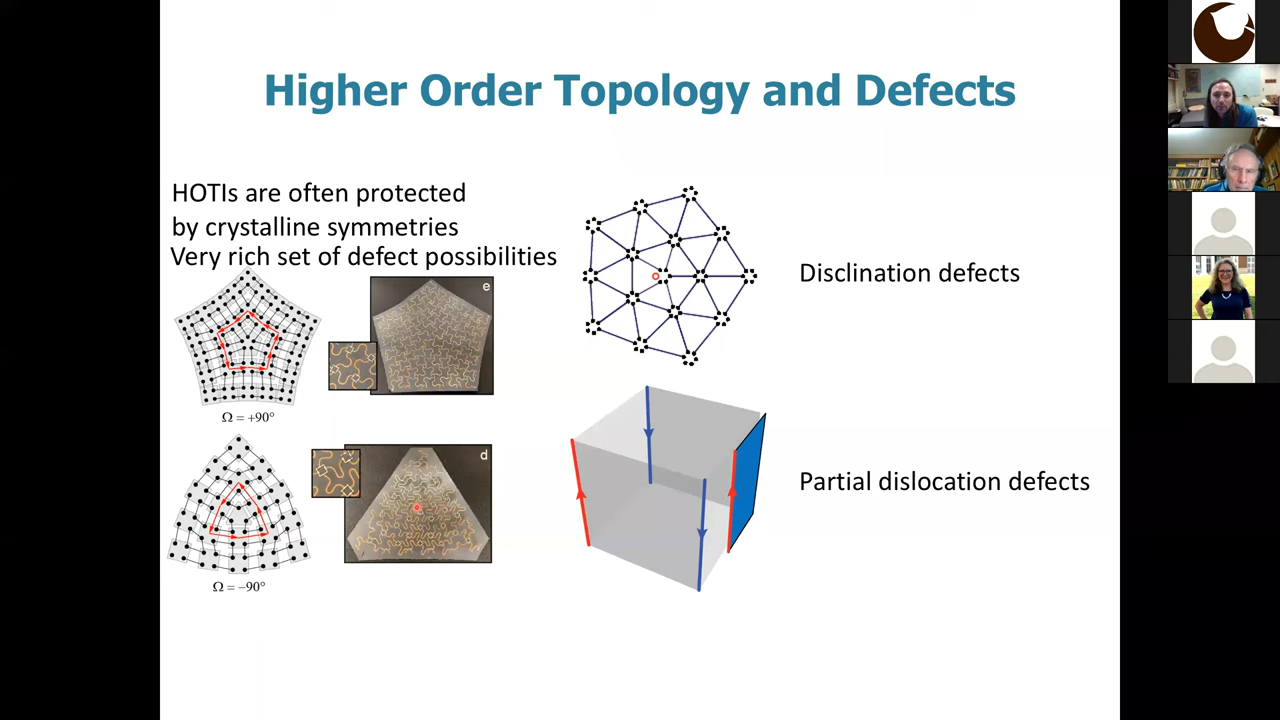 Higher Order Topology and Defects
HOTIs are often protected
by crystalline symmetries
Very rich set of defect possibilities
e
Ω = +90°
d
Ω = −90°
Disclination defects
Partial dislocation defects